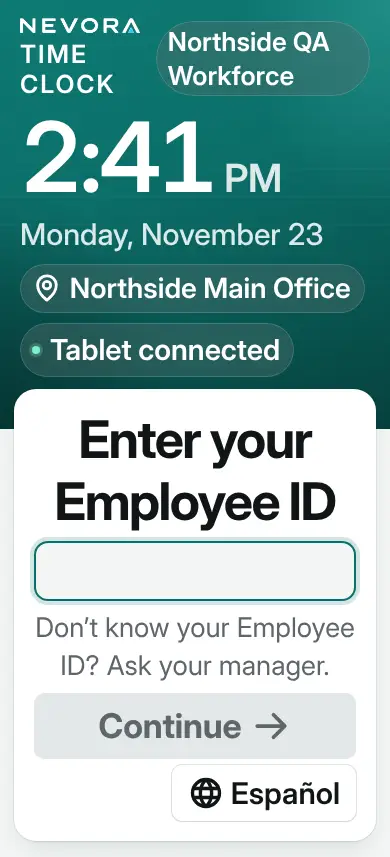 NEVORA
TIME
CLOCK
Northside QA
Workforce
2:41 PM
Monday, November 23
Northside Main Office
Tablet connected
Enter your
Employee ID
Don’t know your Employee
ID? Ask your manager.
Continue →
Español